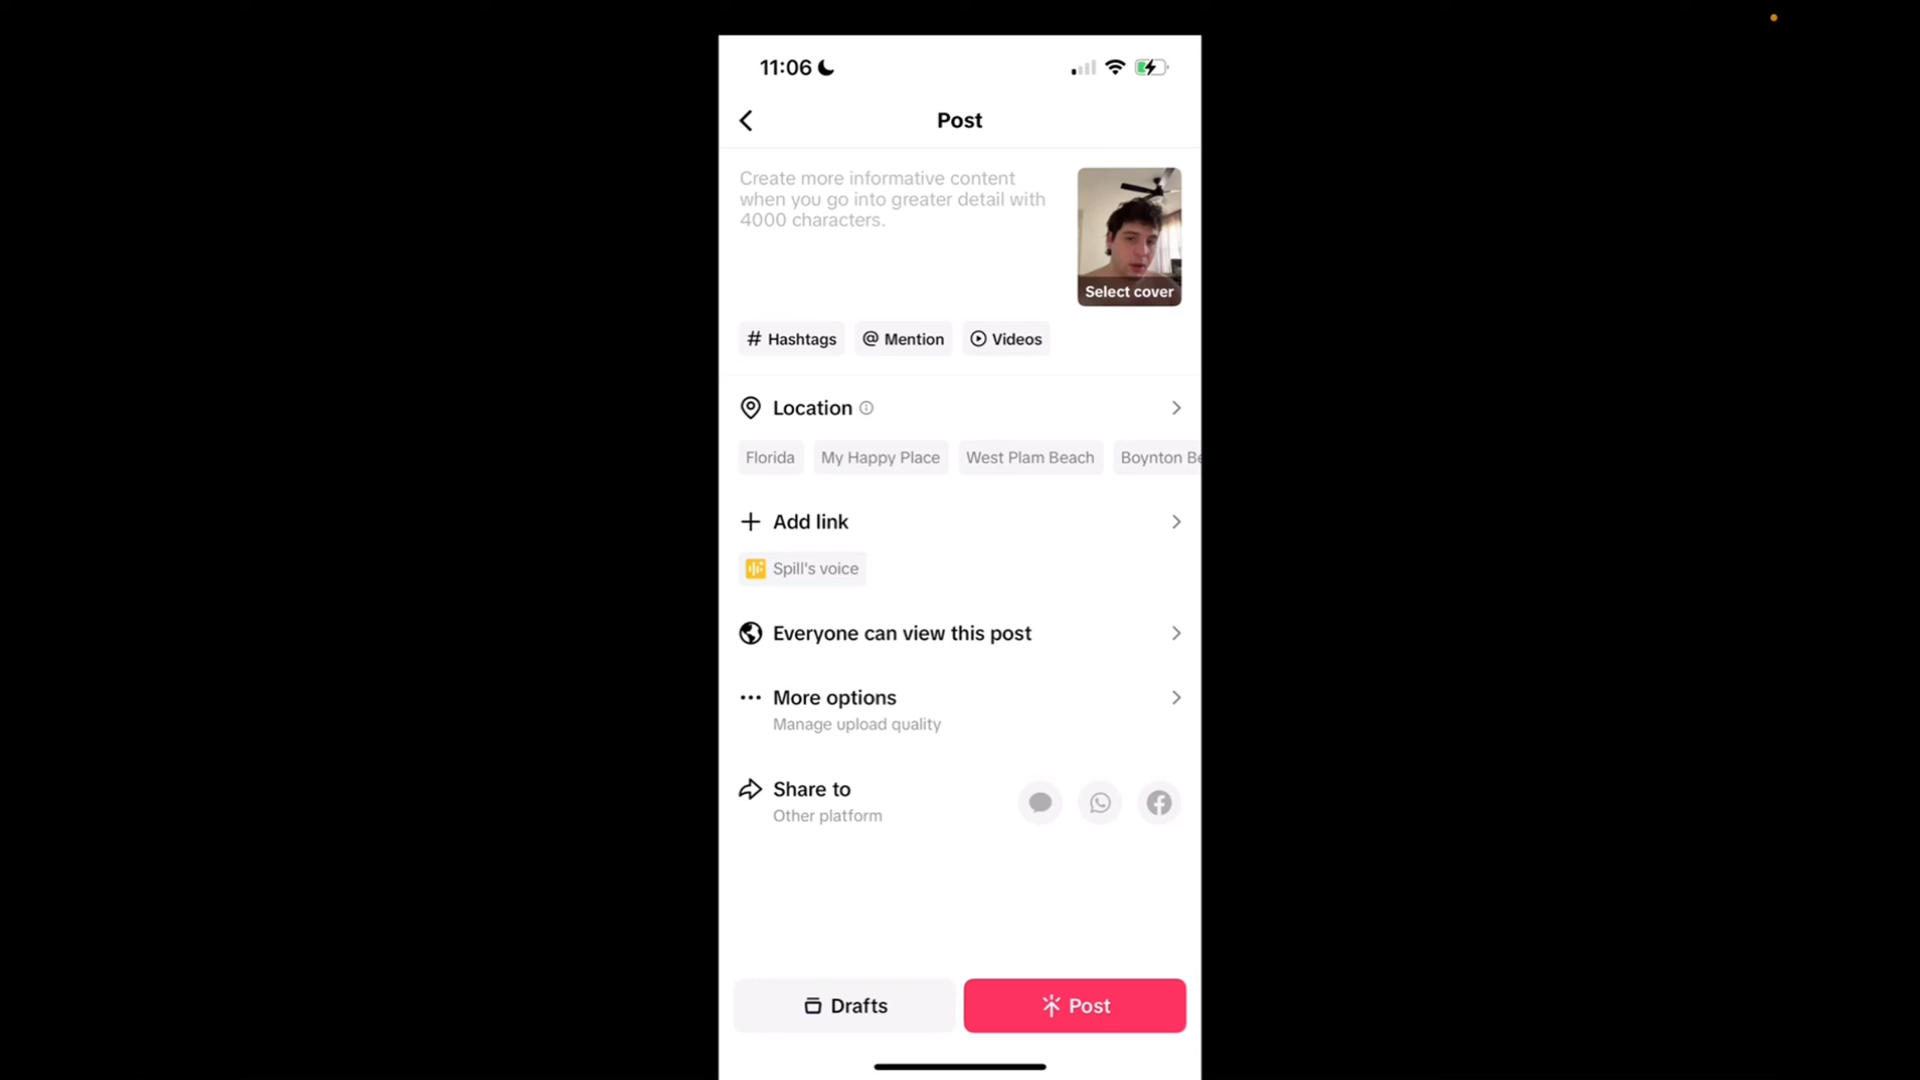 11:06
Post
Create more informative content
when you go into greater detail with
4000 characters.
Select cover
# Hashtags @ Mention Videos
Location
Florida My Happy Place West Plam Beach Boynton Be
Add link
Spill's voice
Everyone can view this post
More options
Manage upload quality
Share to
Other platform
Drafts Post